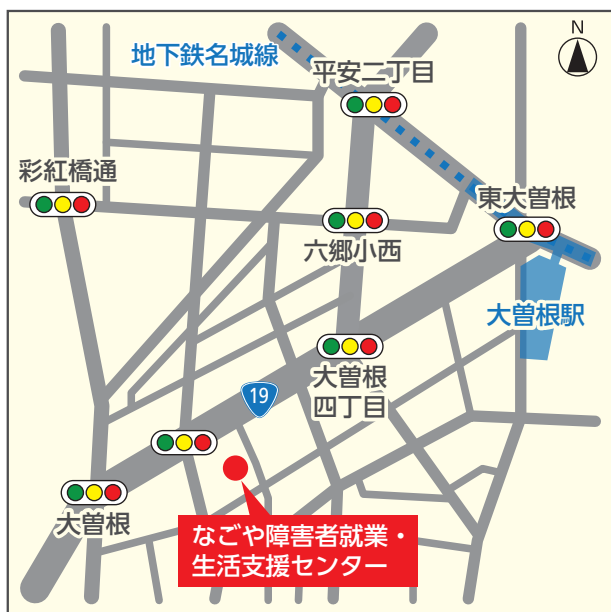 N
地下鉄名城線
平安二丁目
彩紅橋通
東大曽根
六郷小西
大曽根駅
大曽根
四丁目
19
大曽根
なごや障害者就業・
生活支援センター